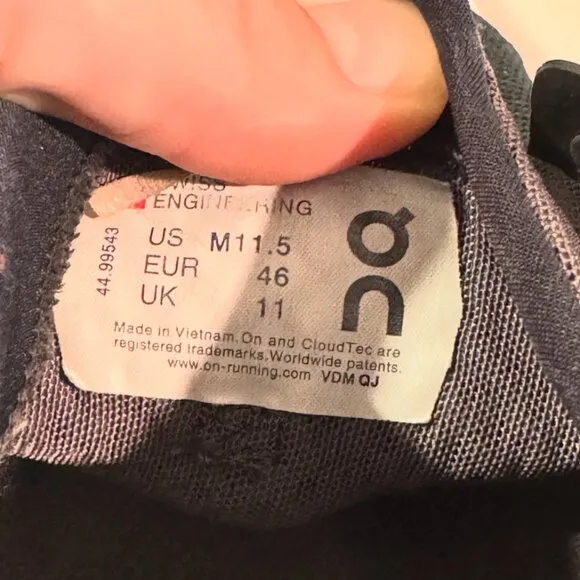 SWISS
ENGINEERING
US M11.5
EUR 46
UK 11
44.99543
Made in Vietnam. On and CloudTec are
registered trademarks. Worldwide patents.
www.on-running.com VDM QJ